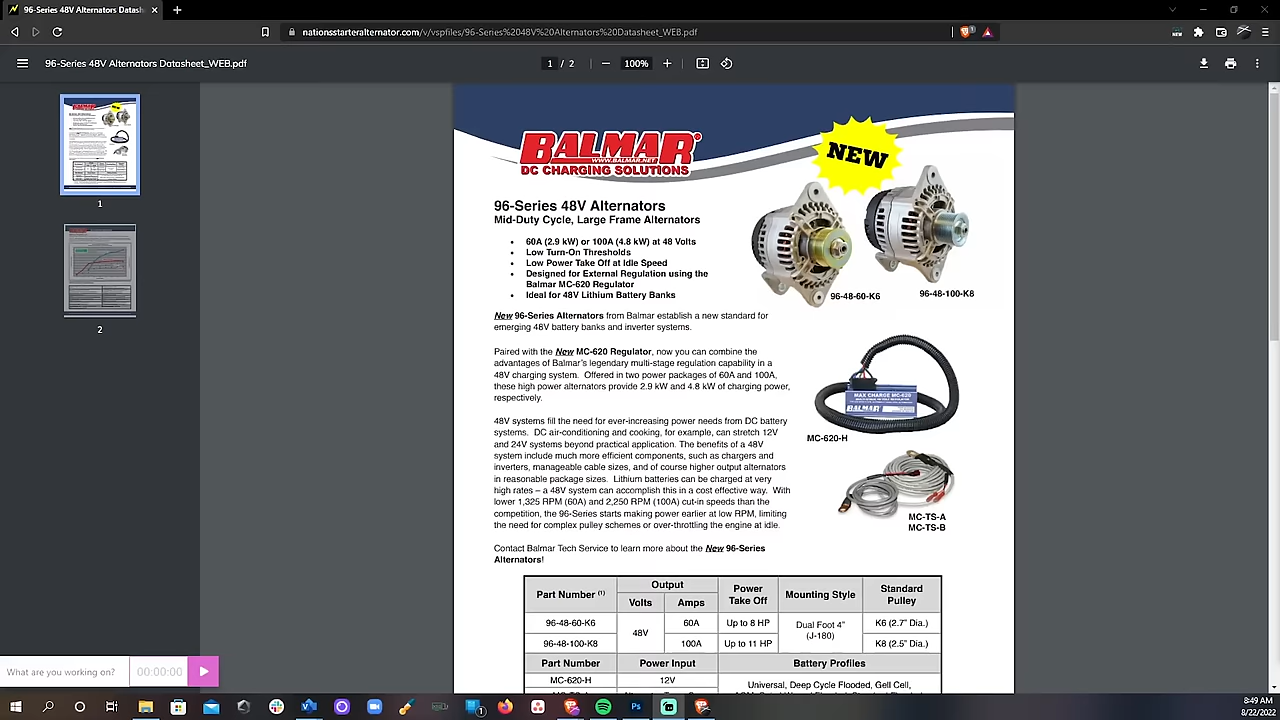 96-Series 48V Alternators Datash
nationsstarteralternator.com/v/vspfiles/96-Series%2048V%20Alternators%20Datasheet_WEB.pdf
96-Series 48V Alternators Datasheet_WEB.pdf
1 / 2
100%
1
2
BALMAR®
WWW.BALMAR.NET
DC CHARGING SOLUTIONS
NEW
96-Series 48V Alternators
Mid-Duty Cycle, Large Frame Alternators
• 60A (2.9 kW) or 100A (4.8 kW) at 48 Volts
• Low Turn-On Thresholds
• Low Power Take Off at Idle Speed
• Designed for External Regulation using the
Balmar MC-620 Regulator
• Ideal for 48V Lithium Battery Banks
96-48-60-K6
96-48-100-K8
New 96-Series Alternators from Balmar establish a new standard for
emerging 48V battery banks and inverter systems.
Paired with the New MC-620 Regulator, now you can combine the
advantages of Balmar's legendary multi-stage regulation capability in a
48V charging system. Offered in two power packages of 60A and 100A,
these high power alternators provide 2.9 kW and 4.8 kW of charging power,
respectively.
MAX CHARGE MC-620
BALMAR
MC-620-H
48V systems fill the need for ever-increasing power needs from DC battery
systems. DC air-conditioning and cooking, for example, can stretch 12V
and 24V systems beyond practical application. The benefits of a 48V
system include much more efficient components, such as chargers and
inverters, manageable cable sizes, and of course higher output alternators
in reasonable package sizes. Lithium batteries can be charged at very
high rates – a 48V system can accomplish this in a cost effective way. With
lower 1,325 RPM (60A) and 2,250 RPM (100A) cut-in speeds than the
competition, the 96-Series starts making power earlier at low RPM, limiting
the need for complex pulley schemes or over-throttling the engine at idle.
MC-TS-A
MC-TS-B
Contact Balmar Tech Service to learn more about the New 96-Series
Alternators!
Part Number (1) Output Power Take Off Mounting Style Standard Pulley
Volts Amps
96-48-60-K6 48V 60A Up to 8 HP Dual Foot 4" (J-180) K6 (2.7" Dia.)
96-48-100-K8 100A Up to 11 HP K8 (2.5" Dia.)
Part Number Power Input Battery Profiles
MC-620-H 12V Universal, Deep Cycle Flooded, Gell Cell,
What are you working on? 00:00:00
8:49 AM
8/22/2022